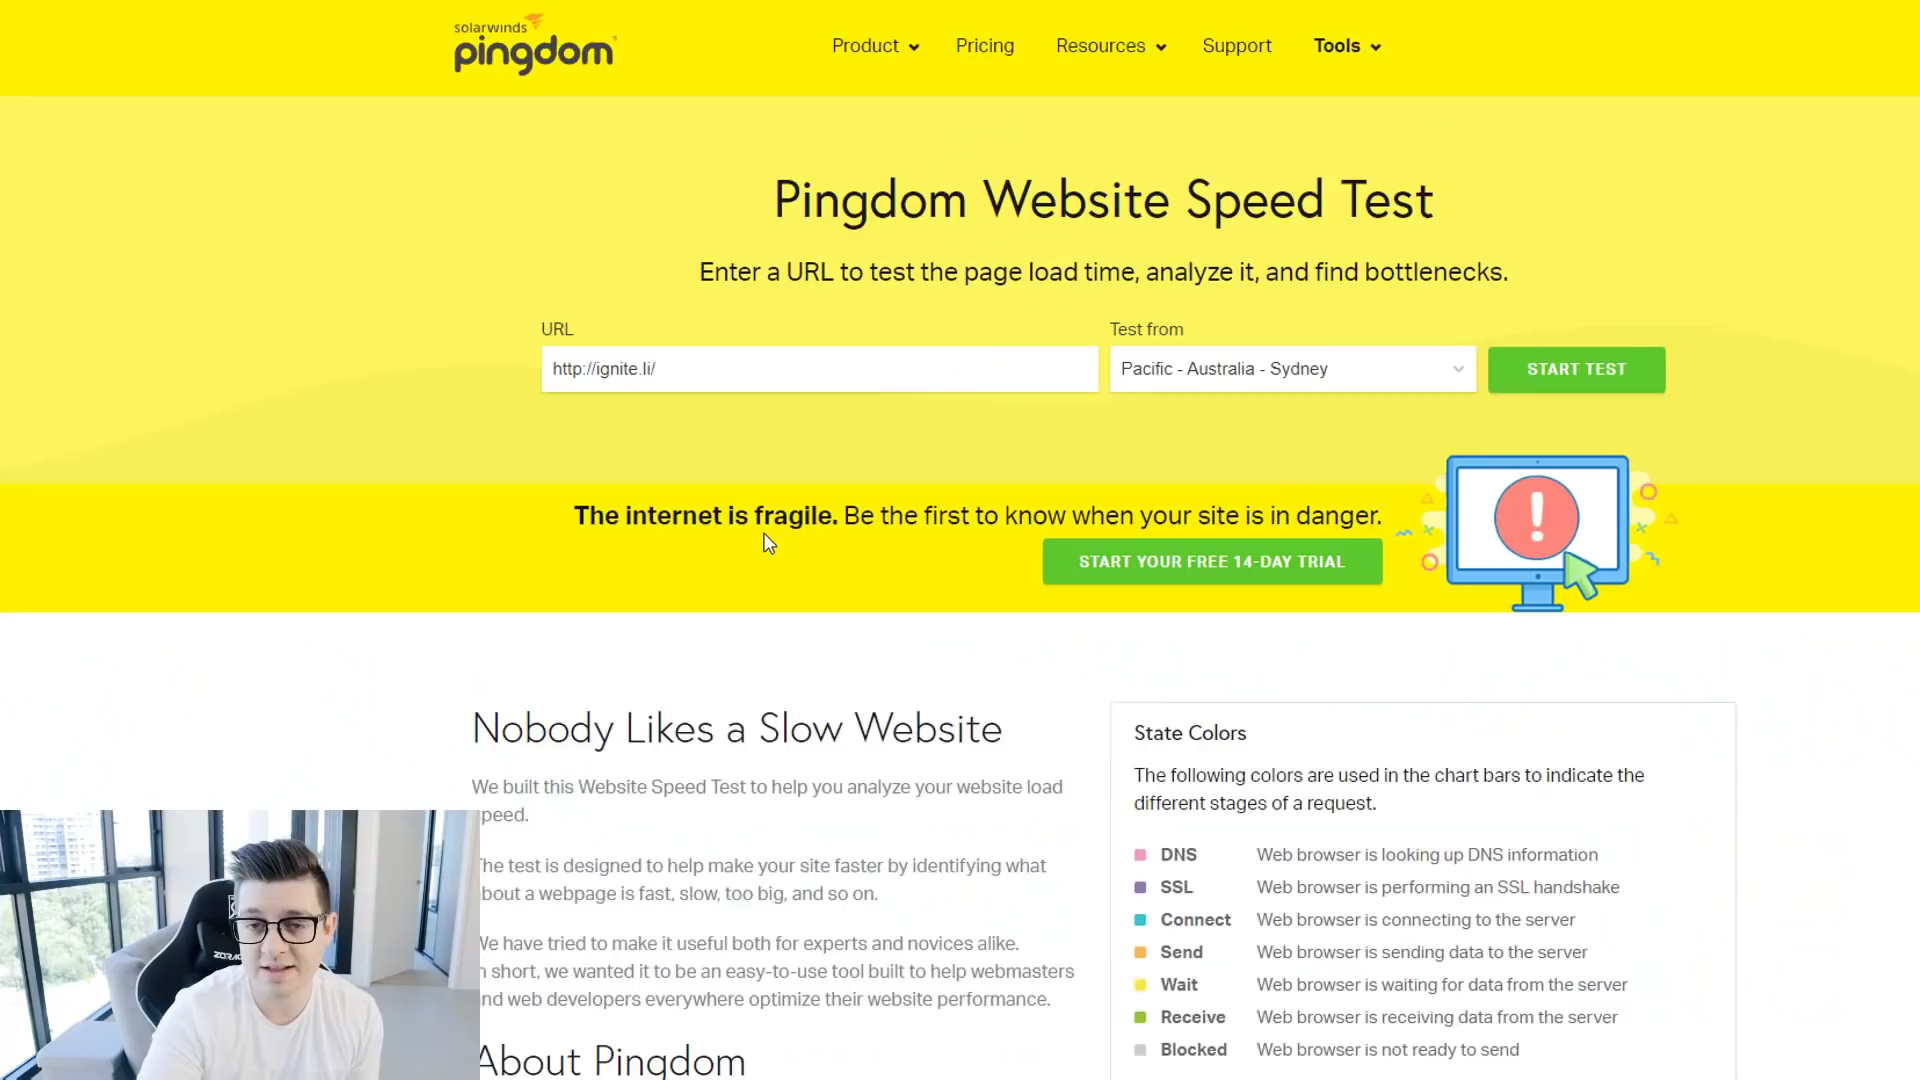 solarwinds
pingdom
Product
Pricing
Resources
Support
Tools
Pingdom Website Speed Test
Enter a URL to test the page load time, analyze it, and find bottlenecks.
URL
http://ignite.li/
Test from
Pacific - Australia - Sydney
START TEST
The internet is fragile. Be the first to know when your site is in danger.
START YOUR FREE 14-DAY TRIAL
Nobody Likes a Slow Website
We built this Website Speed Test to help you analyze your website load
peed.
he test is designed to help make your site faster by identifying what
bout a webpage is fast, slow, too big, and so on.
We have tried to make it useful both for experts and novices alike.
n short, we wanted it to be an easy-to-use tool built to help webmasters
nd web developers everywhere optimize their website performance.
About Pingdom
State Colors
The following colors are used in the chart bars to indicate the
different stages of a request.
DNS Web browser is looking up DNS information
SSL Web browser is performing an SSL handshake
Connect Web browser is connecting to the server
Send Web browser is sending data to the server
Wait Web browser is waiting for data from the server
Receive Web browser is receiving data from the server
Blocked Web browser is not ready to send